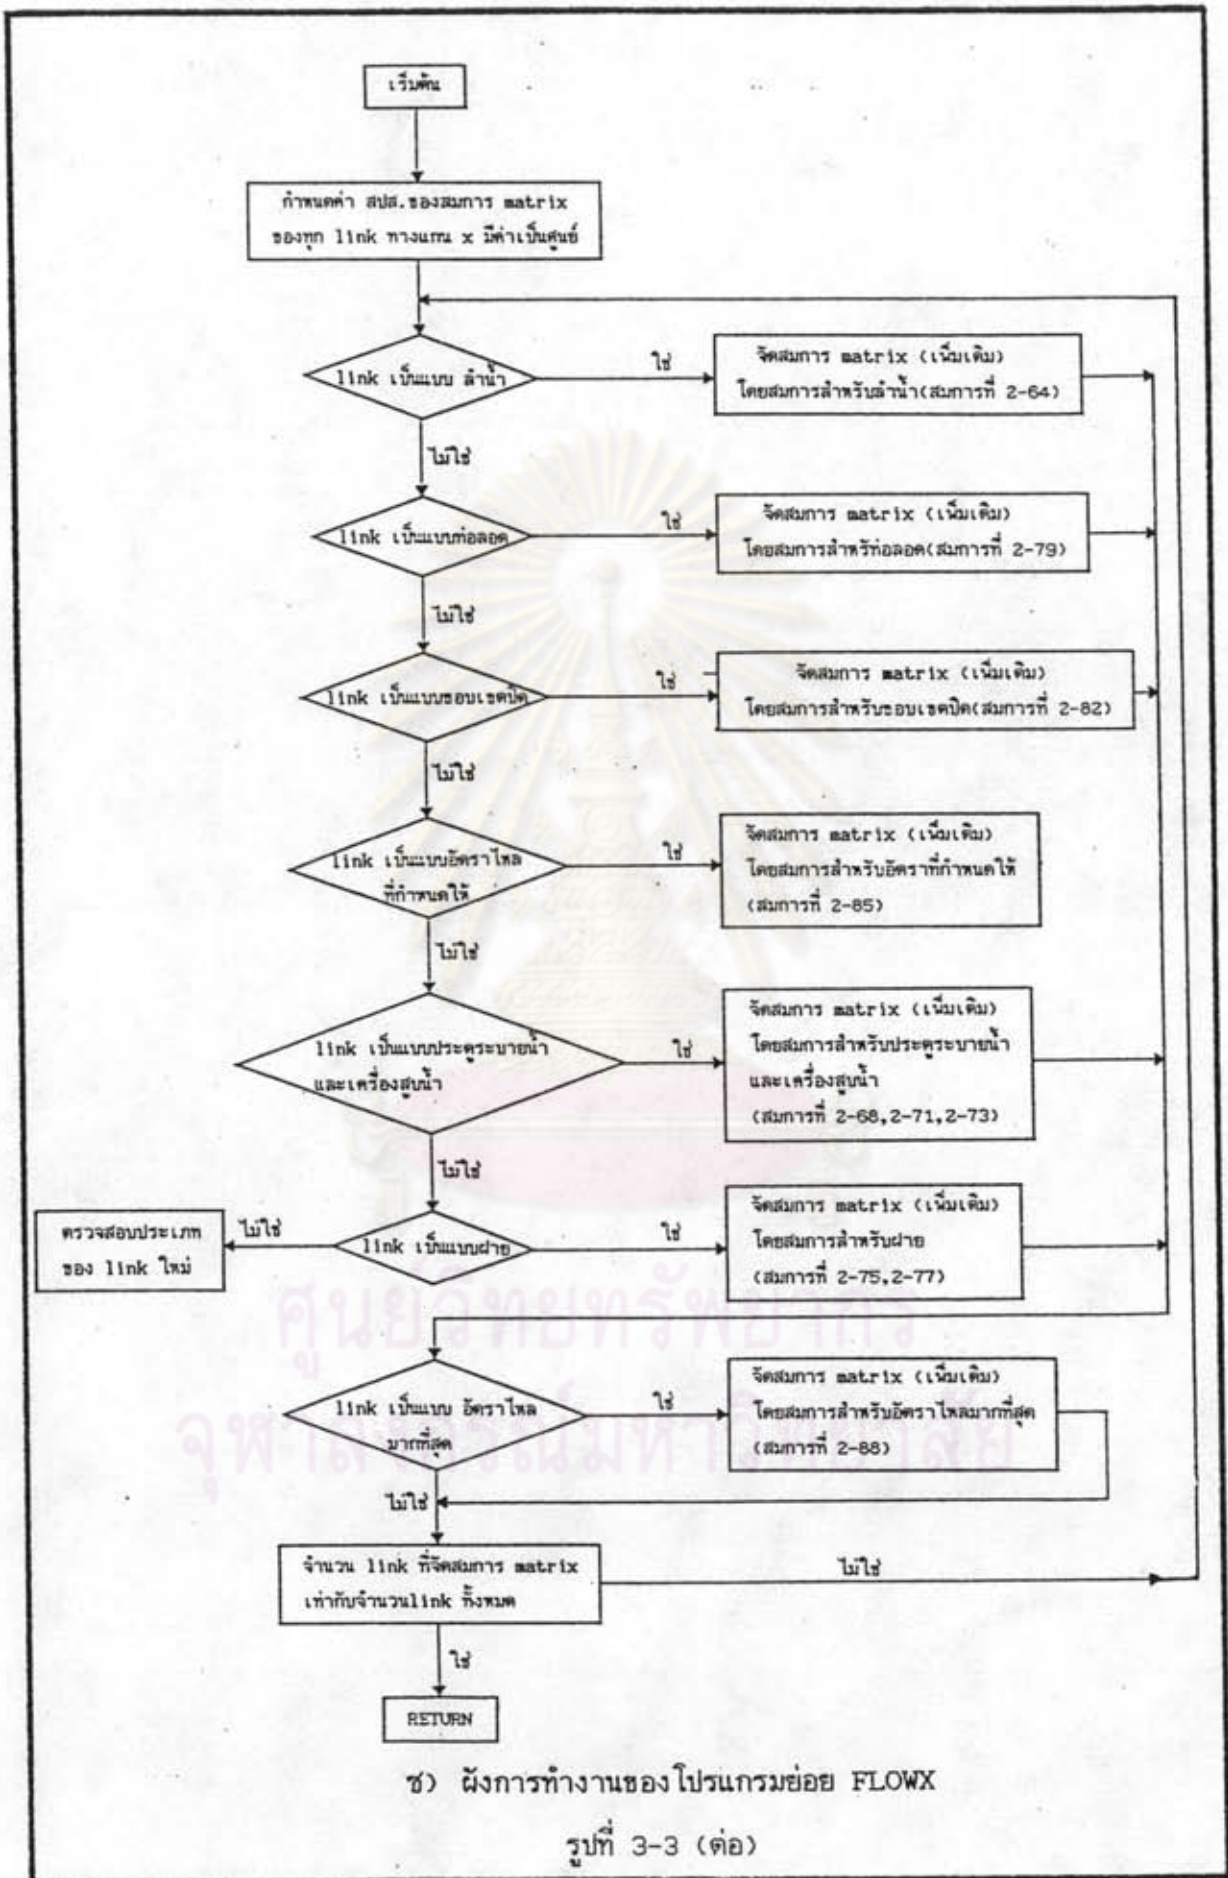 เริ่มต้น
กำหนดค่า สปส.ของสมการ matrix
ของทุก link ทางแกน x มีค่าเป็นศูนย์
link เป็นแบบ ลำน้ำ
ใช่
จัดสมการ matrix (เพิ่มเติม)
โดยสมการสำหรับลำน้ำ(สมการที่ 2-64)
ไม่ใช่
link เป็นแบบท่อลอด
ใช่
จัดสมการ matrix (เพิ่มเติม)
โดยสมการสำหรัท่อลอด(สมการที่ 2-79)
ไม่ใช่
link เป็นแบบขอบเขตปิด
ใช่
จัดสมการ matrix (เพิ่มเติม)
โดยสมการสำหรับขอบเขตปิด(สมการที่ 2-82)
ไม่ใช่
link เป็นแบบอัตราไหล
ที่กำหนดให้
ใช่
จัดสมการ matrix (เพิ่มเติม)
โดยสมการสำหรับอัตราที่กำหนดให้
(สมการที่ 2-85)
ไม่ใช่
link เป็นแบบประตูระบายน้ำ
และเครื่องสูบน้ำ
ใช่
จัดสมการ matrix (เพิ่มเติม)
โดยสมการสำหรับประตูระบายน้ำ
และเครื่องสูบน้ำ
(สมการที่ 2-68,2-71,2-73)
ไม่ใช่
ตรวจสอบประเภท
ของ link ใหม่
ไม่ใช่
link เป็นแบบฝาย
ใช่
จัดสมการ matrix (เพิ่มเติม)
โดยสมการสำหรับฝาย
(สมการที่ 2-75,2-77)
ศูนย์วิทยทรัพยากร
link เป็นแบบ อัตราไหล
มากที่สุด
ใช่
จัดสมการ matrix (เพิ่มเติม)
โดยสมการสำหรับอัตราไหลมากที่สุด
(สมการที่ 2-88)
จุฬาลงกรณ์มหาวิทยาลัย
ไม่ใช่
จำนวน link ที่จัดสมการ matrix
เท่ากับจำนวนlink ทั้งหมด
ไม่ใช่
ใช่
RETURN
ช) ผังการทำงานของโปรแกรมย่อย FLOWX
รูปที่ 3-3 (ต่อ)